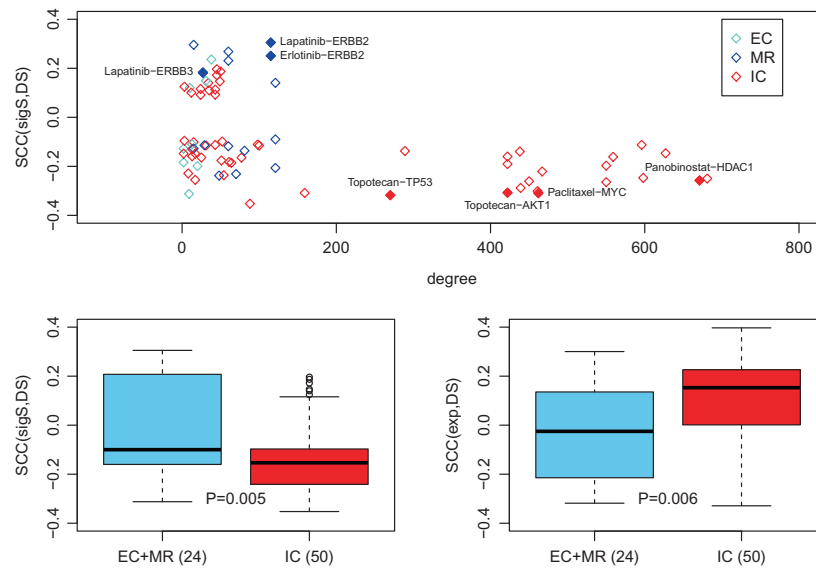 0.4
0.2
0.0
−0.2
−0.4
SCC(sigS,DS)
Lapatinib−ERBB2
Erlotinib−ERBB2
Lapatinib−ERBB3
EC
MR
IC
Topotecan−TP53
Panobinostat−HDAC1
Paclitaxel−MYC
Topotecan−AKT1
0 200 400 600 800
degree
0.4
0.2
0.0
−0.2
−0.4
SCC(sigS,DS)
P=0.005
EC+MR (24) IC (50)
0.4
0.2
0.0
−0.2
−0.4
SCC(exp,DS)
P=0.006
EC+MR (24) IC (50)